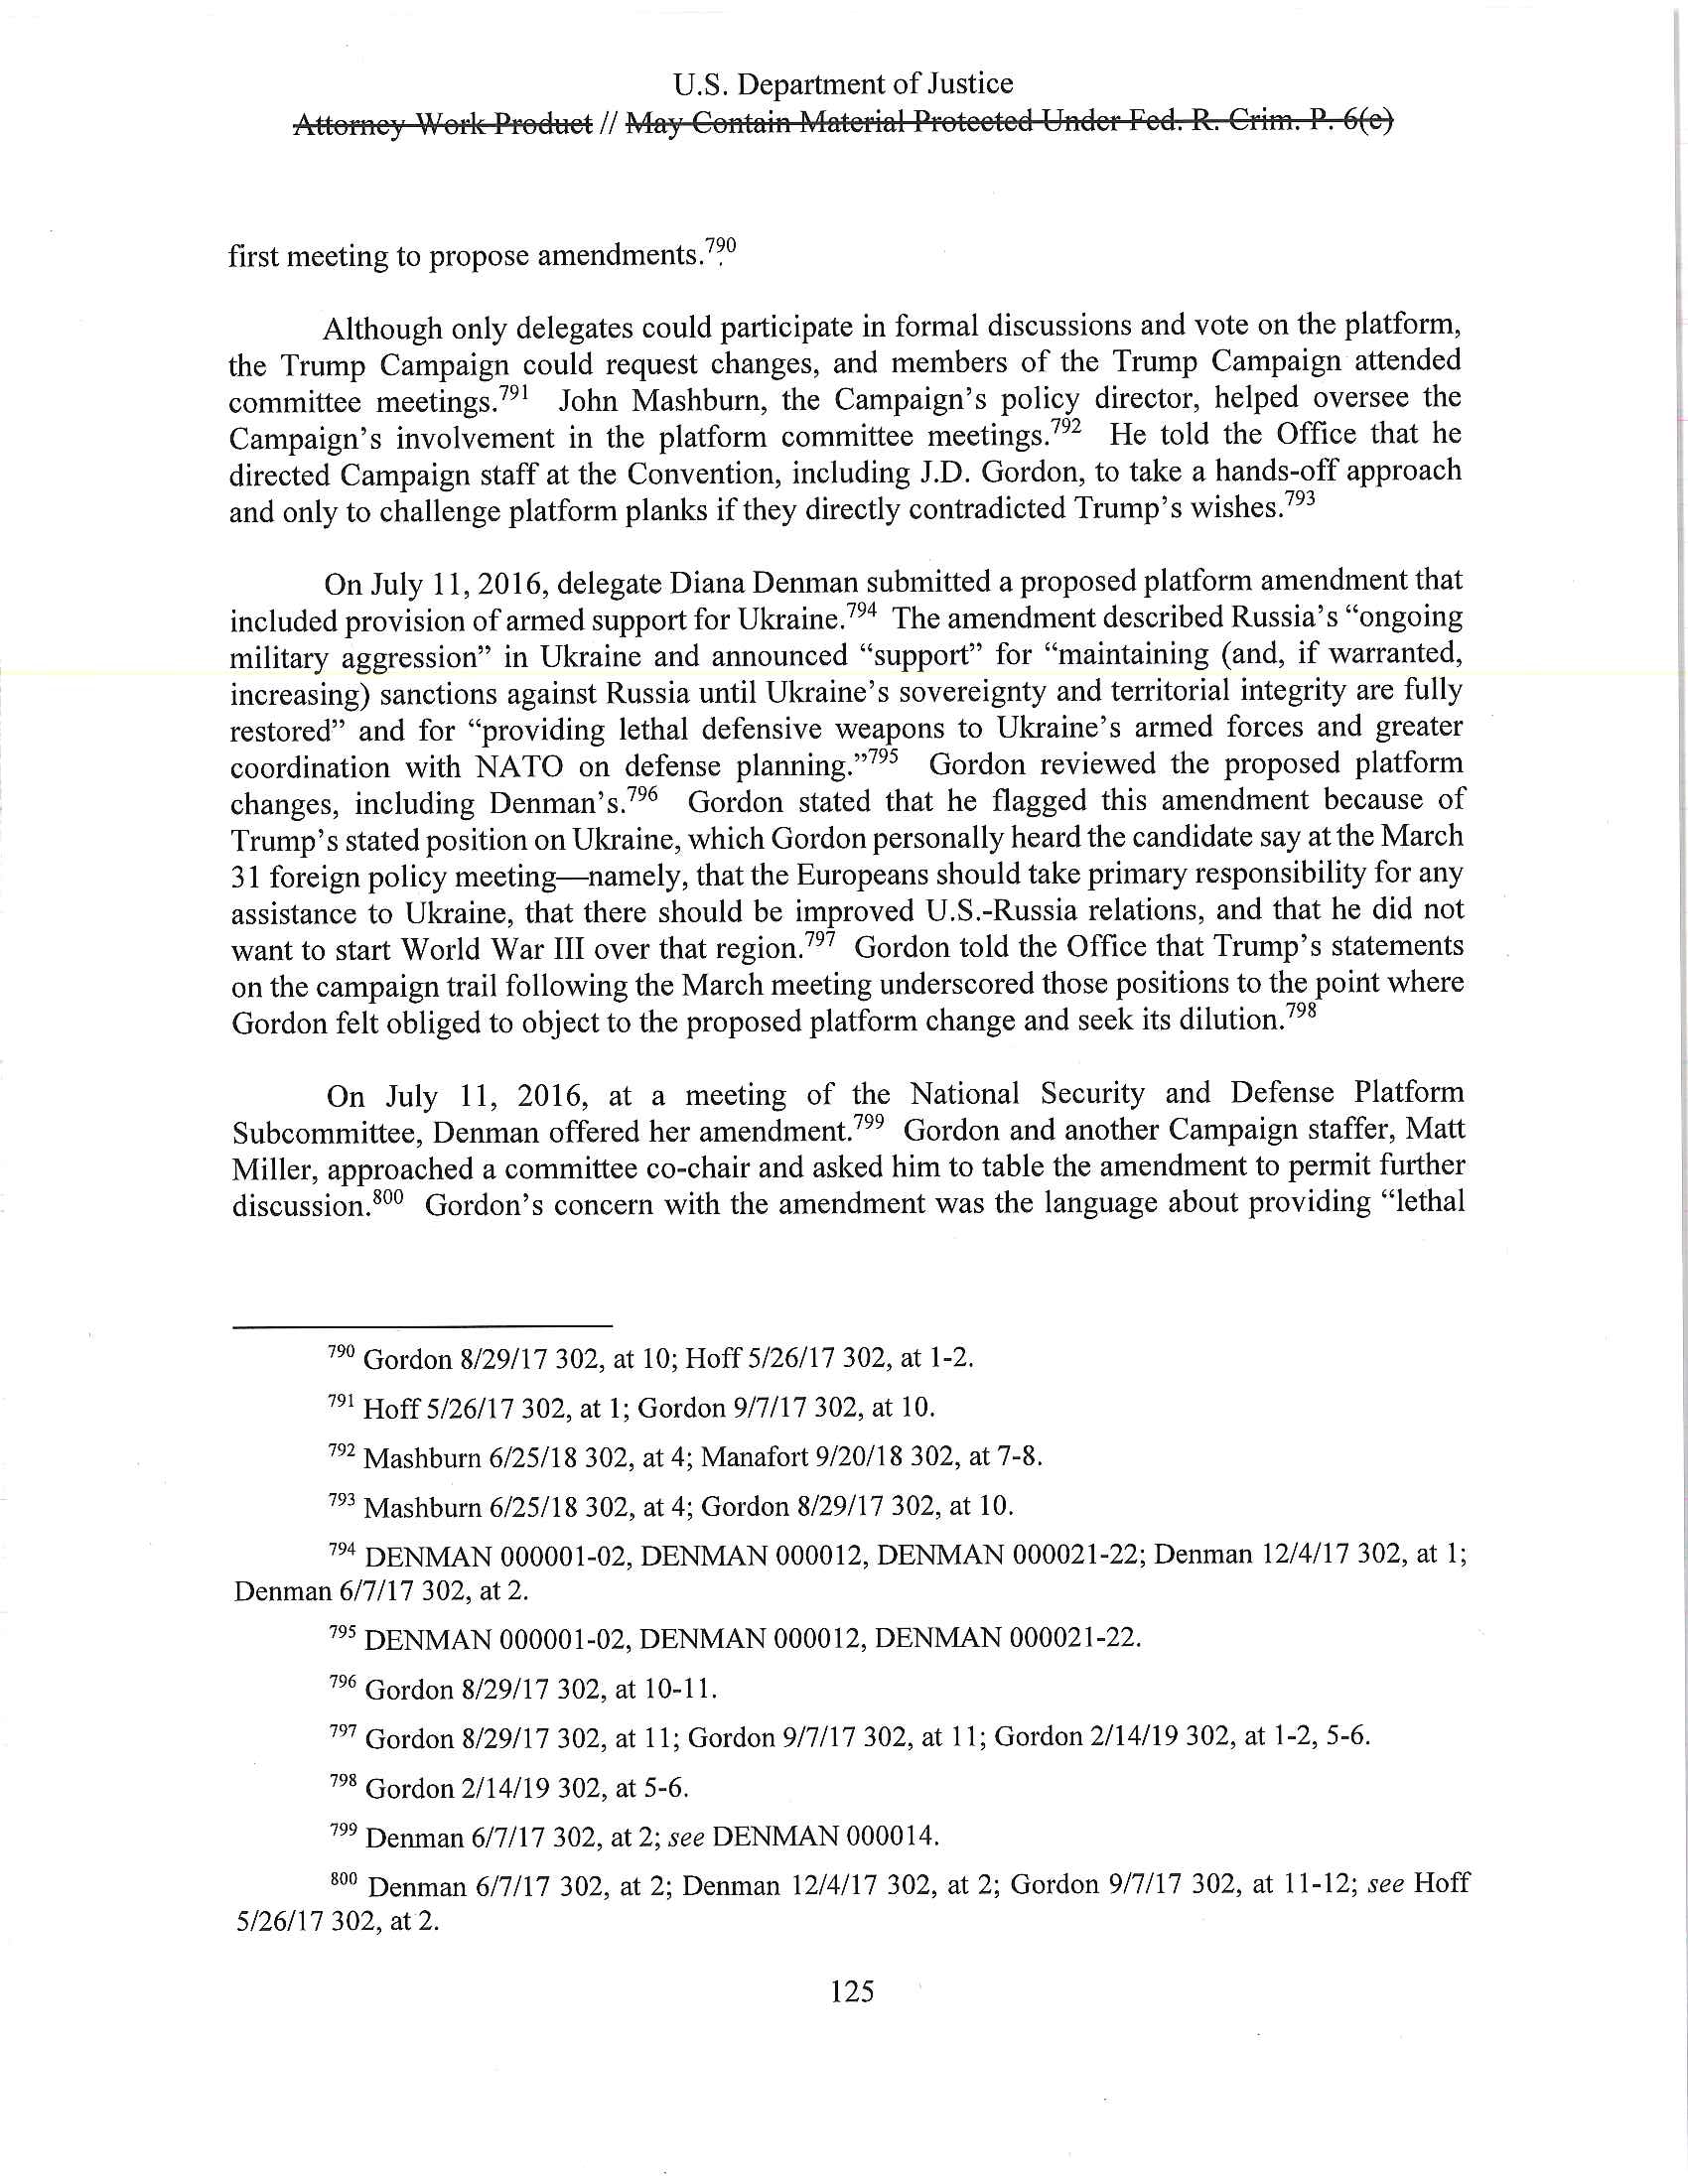 U.S. Department of Justice
Attorney Work Product // May Contain Material Protected Under Fed. R. Crim. P. 6(e)
first meeting to propose amendments.790
Although only delegates could participate in formal discussions and vote on the platform,
the Trump Campaign could request changes, and members of the Trump Campaign attended
committee meetings.791 John Mashburn, the Campaign's policy director, helped oversee the
Campaign's involvement in the platform committee meetings.792 He told the Office that he
directed Campaign staff at the Convention, including J.D. Gordon, to take a hands-off approach
and only to challenge platform planks if they directly contradicted Trump's wishes.793
On July 11, 2016, delegate Diana Denman submitted a proposed platform amendment that
included provision of armed support for Ukraine.794 The amendment described Russia's “ongoing
military aggression” in Ukraine and announced “support” for “maintaining (and, if warranted,
increasing) sanctions against Russia until Ukraine's sovereignty and territorial integrity are fully
restored” and for “providing lethal defensive weapons to Ukraine's armed forces and greater
coordination with NATO on defense planning.”795 Gordon reviewed the proposed platform
changes, including Denman's.796 Gordon stated that he flagged this amendment because of
Trump's stated position on Ukraine, which Gordon personally heard the candidate say at the March
31 foreign policy meeting—namely, that the Europeans should take primary responsibility for any
assistance to Ukraine, that there should be improved U.S.-Russia relations, and that he did not
want to start World War III over that region.797 Gordon told the Office that Trump's statements
on the campaign trail following the March meeting underscored those positions to the point where
Gordon felt obliged to object to the proposed platform change and seek its dilution.798
On July 11, 2016, at a meeting of the National Security and Defense Platform
Subcommittee, Denman offered her amendment.799 Gordon and another Campaign staffer, Matt
Miller, approached a committee co-chair and asked him to table the amendment to permit further
discussion.800 Gordon's concern with the amendment was the language about providing “lethal
790 Gordon 8/29/17 302, at 10; Hoff 5/26/17 302, at 1-2.
791 Hoff 5/26/17 302, at 1; Gordon 9/7/17 302, at 10.
792 Mashburn 6/25/18 302, at 4; Manafort 9/20/18 302, at 7-8.
793 Mashburn 6/25/18 302, at 4; Gordon 8/29/17 302, at 10.
794 DENMAN 000001-02, DENMAN 000012, DENMAN 000021-22; Denman 12/4/17 302, at 1;
Denman 6/7/17 302, at 2.
795 DENMAN 000001-02, DENMAN 000012, DENMAN 000021-22.
796 Gordon 8/29/17 302, at 10-11.
797 Gordon 8/29/17 302, at 11; Gordon 9/7/17 302, at 11; Gordon 2/14/19 302, at 1-2, 5-6.
798 Gordon 2/14/19 302, at 5-6.
799 Denman 6/7/17 302, at 2; see DENMAN 000014.
800 Denman 6/7/17 302, at 2; Denman 12/4/17 302, at 2; Gordon 9/7/17 302, at 11-12; see Hoff
5/26/17 302, at 2.
125